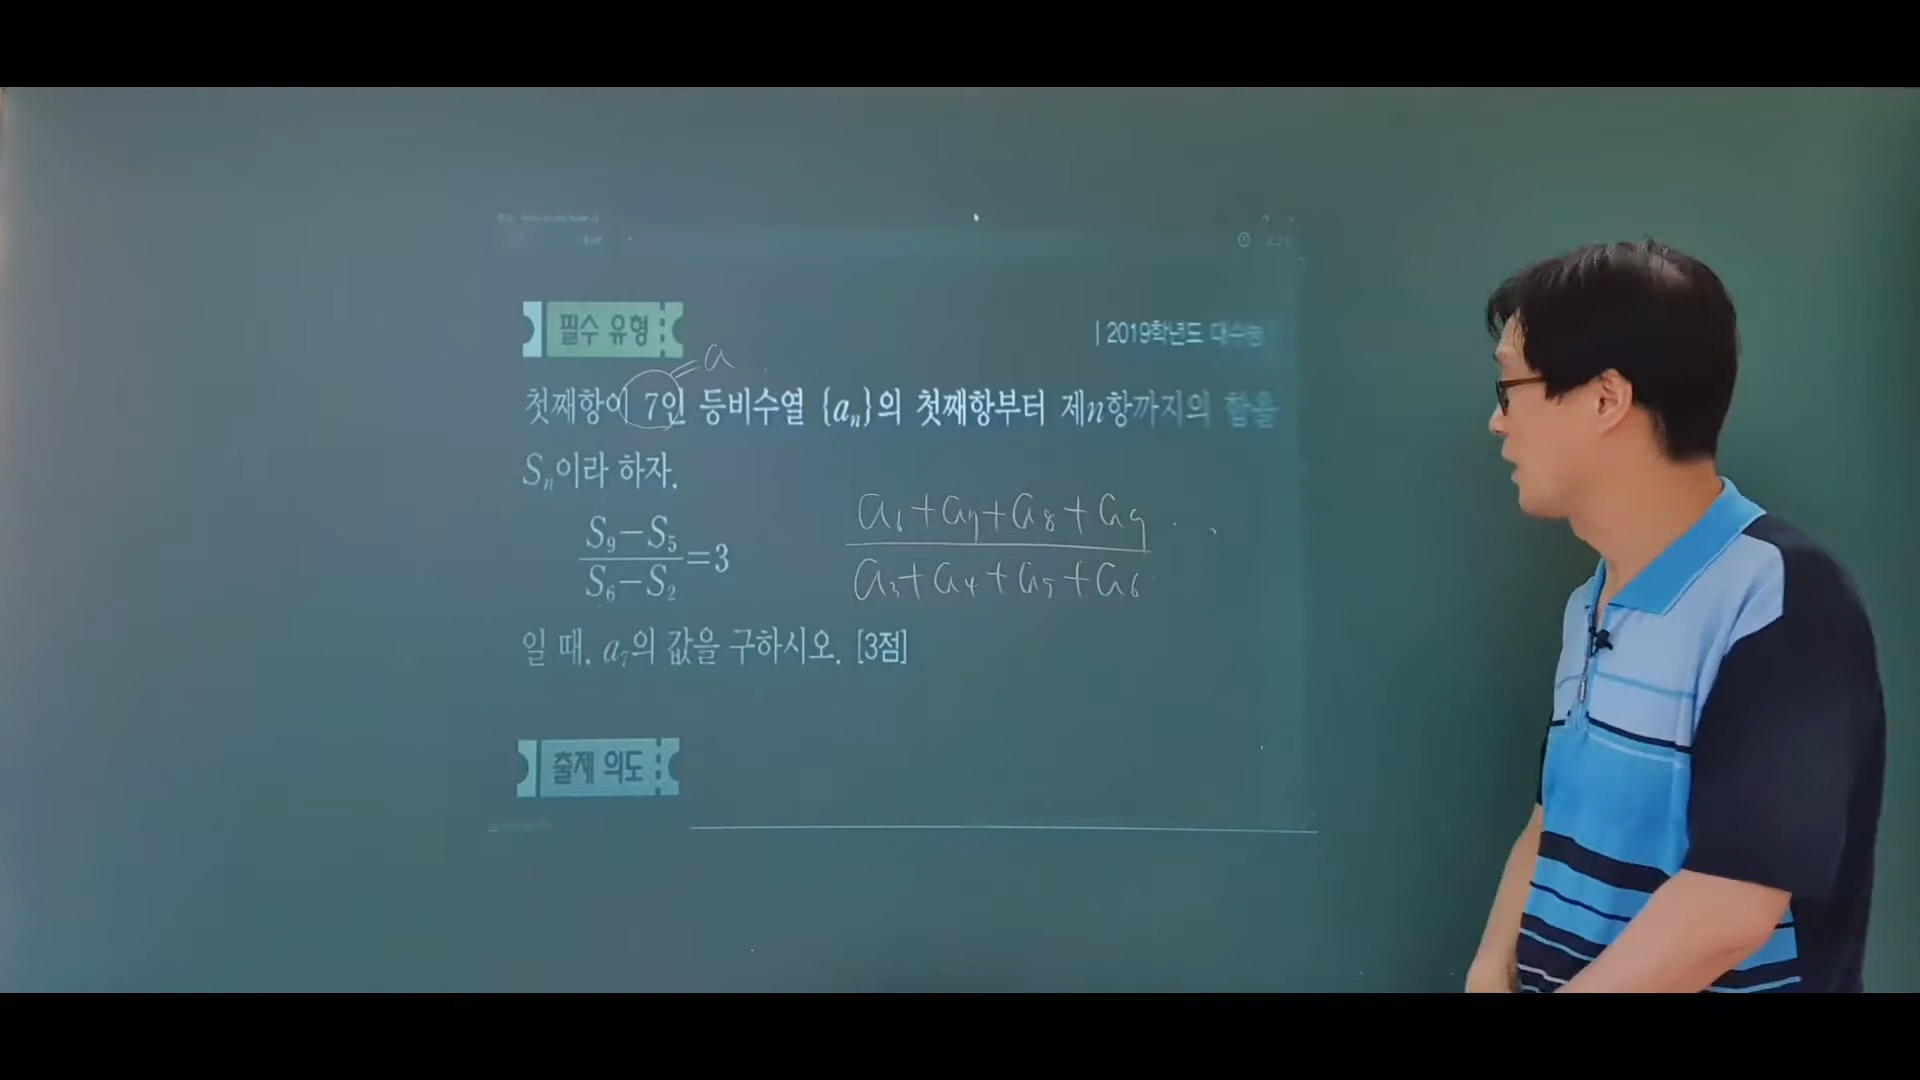 필수 유형
| 2019학년도 대수능
a
첫째항이 7인 등비수열 {aₙ}의 첫째항부터 제n항까지의 합을
Sₙ이라 하자.
S₉−S₅
S₆−S₂
=3
a₆+a₇+a₈+a₉
a₃+a₄+a₅+a₆
일 때, a₇의 값을 구하시오. [3점]
출제 의도